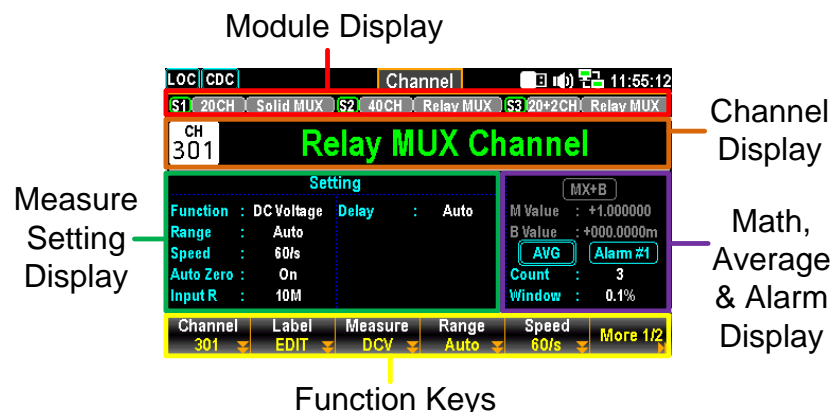 Module Display
LOC CDC Channel 11:55:12
S1 20CH Solid MUX S2 40CH Relay MUX S3 20+2CH Relay MUX
CH
301
Relay MUX Channel
Channel
Display
Measure
Setting
Display
Setting
Function : DC Voltage Delay : Auto
Range : Auto
Speed : 60/s
Auto Zero : On
Input R : 10M
MX+B
M Value : +1.000000
B Value : +000.0000m
AVG Alarm #1
Count : 3
Window : 0.1%
Math,
Average
& Alarm
Display
Channel Label Measure Range Speed More 1/2
301 EDIT DCV Auto 60/s
Function Keys